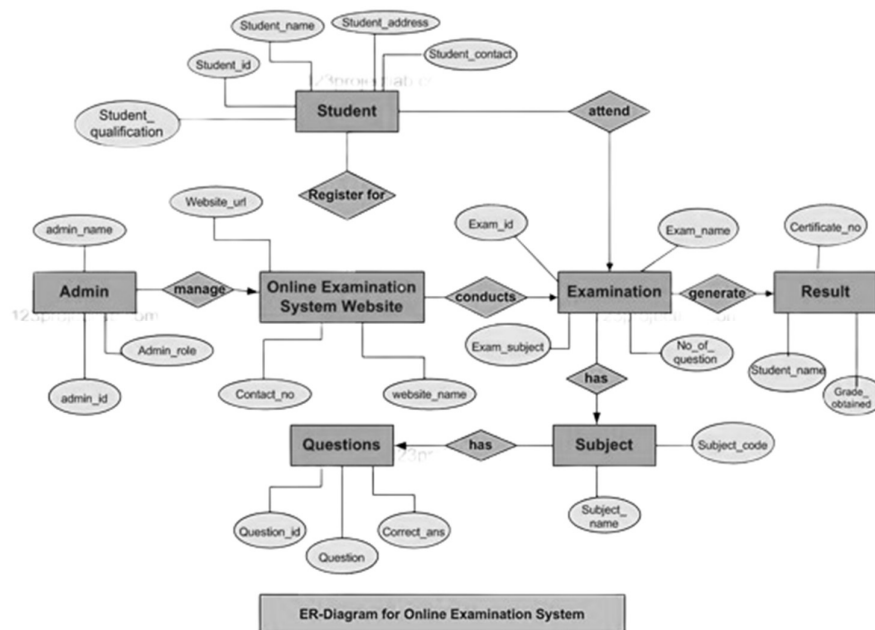 Student_name
Student_address
Student_id
Student_contact
Student_
qualification
Student
attend
Register for
Website_url
admin_name
Exam_id
Exam_name
Certificate_no
Admin
manage
Online Examination
System Website
conducts
Examination
generate
Result
Admin_role
admin_id
Contact_no
website_name
Exam_subject
No_of_
question
Student_name
Grade_
obtained
has
Questions
has
Subject
Subject_code
Question_id
Question
Correct_ans
Subject_
name
ER-Diagram for Online Examination System